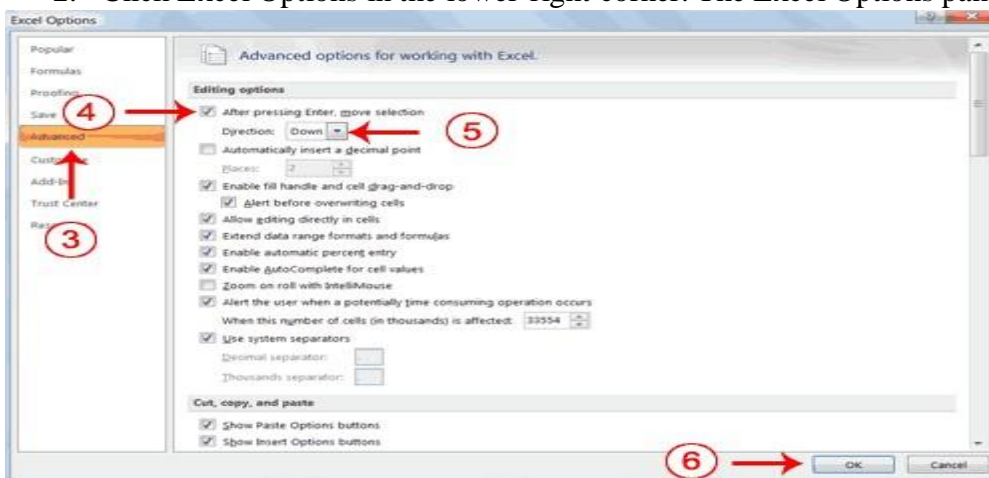 2. Click Excel Options in the lower right corner. The Excel Options pan
Excel Options
Popular
Formulas
Proofing
Save
Advanced
Customize
Add-Ins
Trust Center
3
4
5
6
Advanced options for working with Excel.
Editing options
After pressing Enter, move selection
Direction: Down
Automatically insert a decimal point
Places: 2
Enable fill handle and cell drag-and-drop
Alert before overwriting cells
Allow editing directly in cells
Extend data range formats and formulas
Enable automatic percent entry
Enable AutoComplete for cell values
Zoom on roll with IntelliMouse
Alert the user when a potentially time consuming operation occurs
When this number of cells (in thousands) is affected: 33554
Use system separators
Decimal separator:
Thousands separator:
Cut, copy, and paste
Show Paste Options buttons
Show Insert Options buttons
OK Cancel